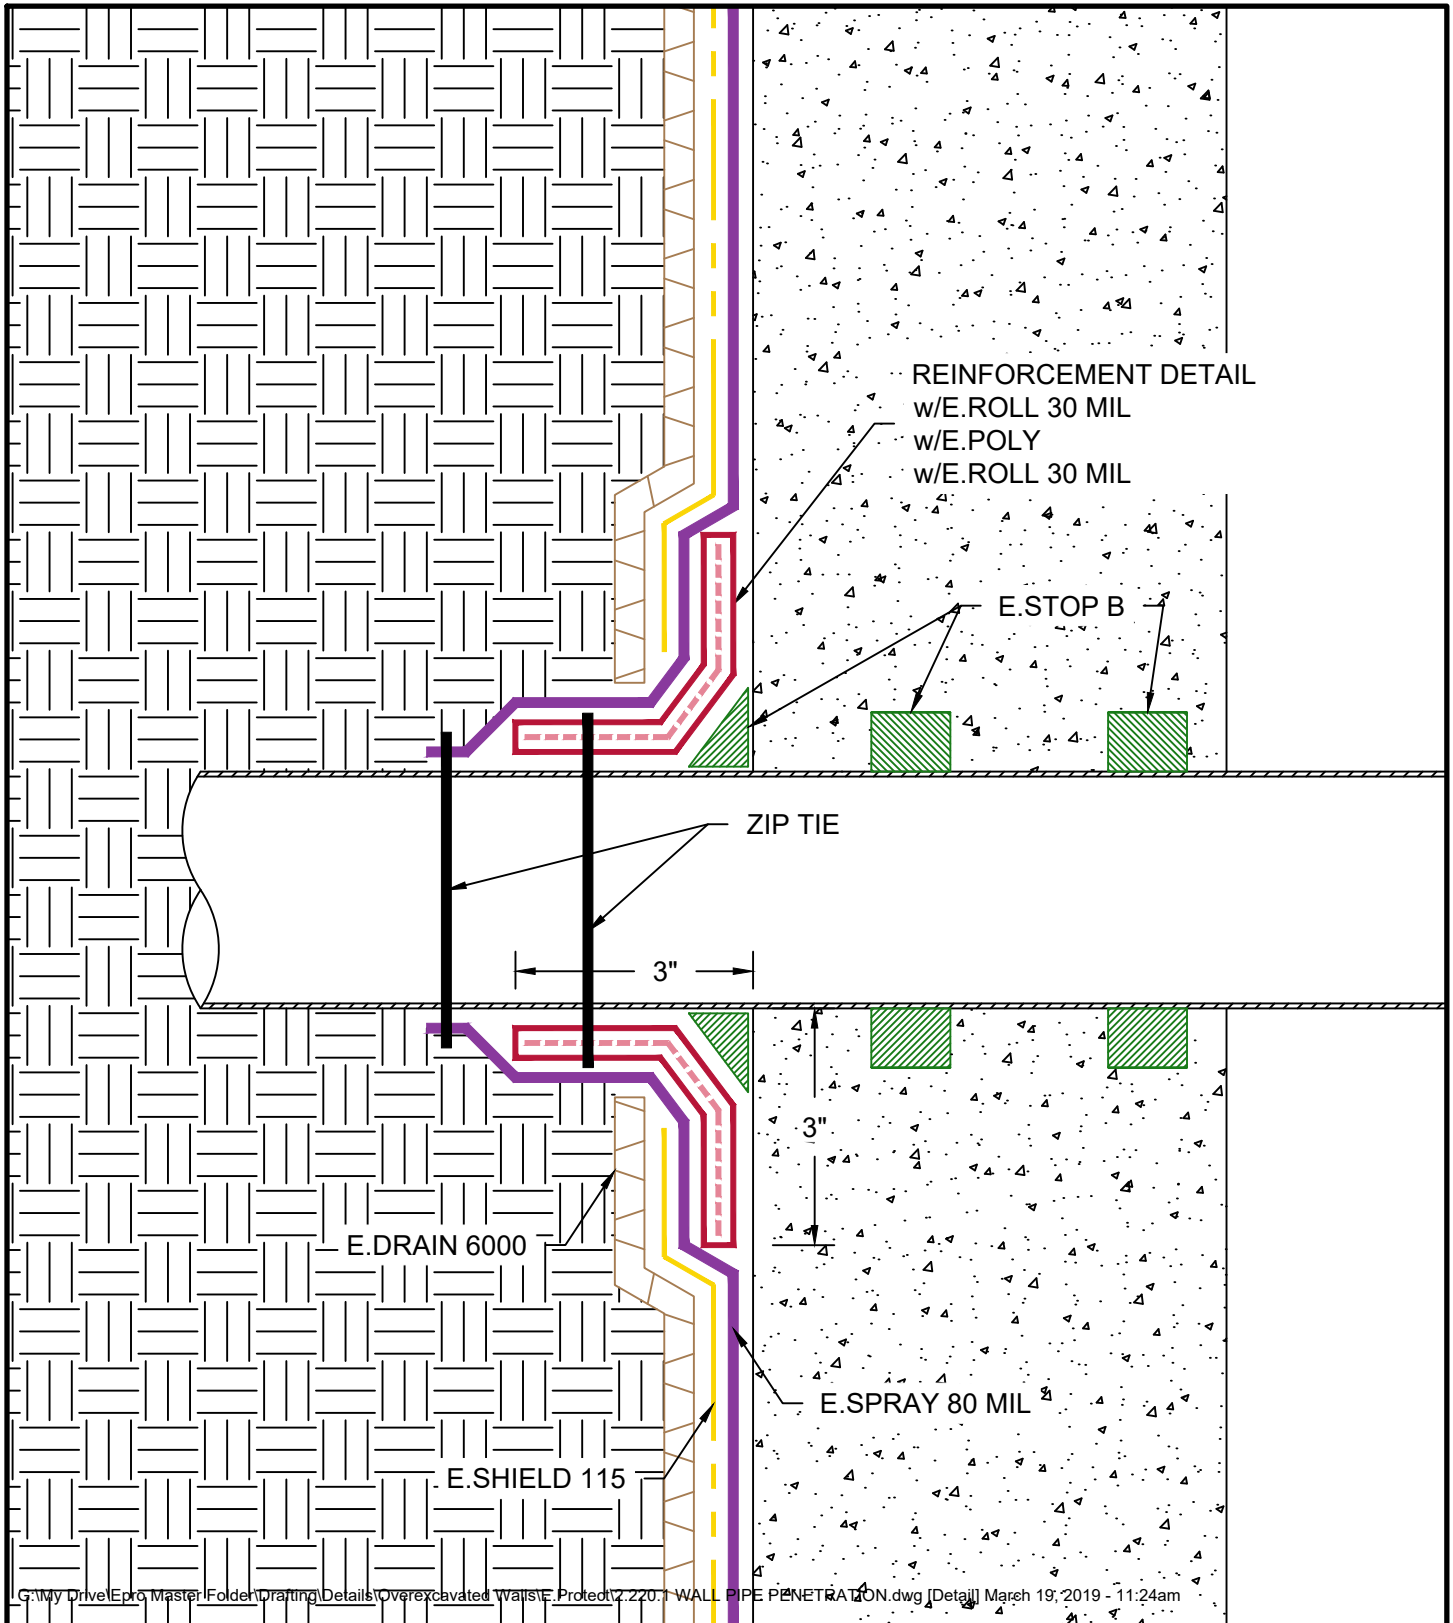 REINFORCEMENT DETAIL
w/E.ROLL 30 MIL
w/E.POLY
w/E.ROLL 30 MIL
E.STOP B
ZIP TIE
3"
3"
E.DRAIN 6000
E.SPRAY 80 MIL
E.SHIELD 115
G:\My Drive\Epro Master Folder\Drafting\Details\Overexcavated Walls\E.Protect\2.220.1 WALL PIPE PENETRATION.dwg [Detail] March 19, 2019 - 11:24am